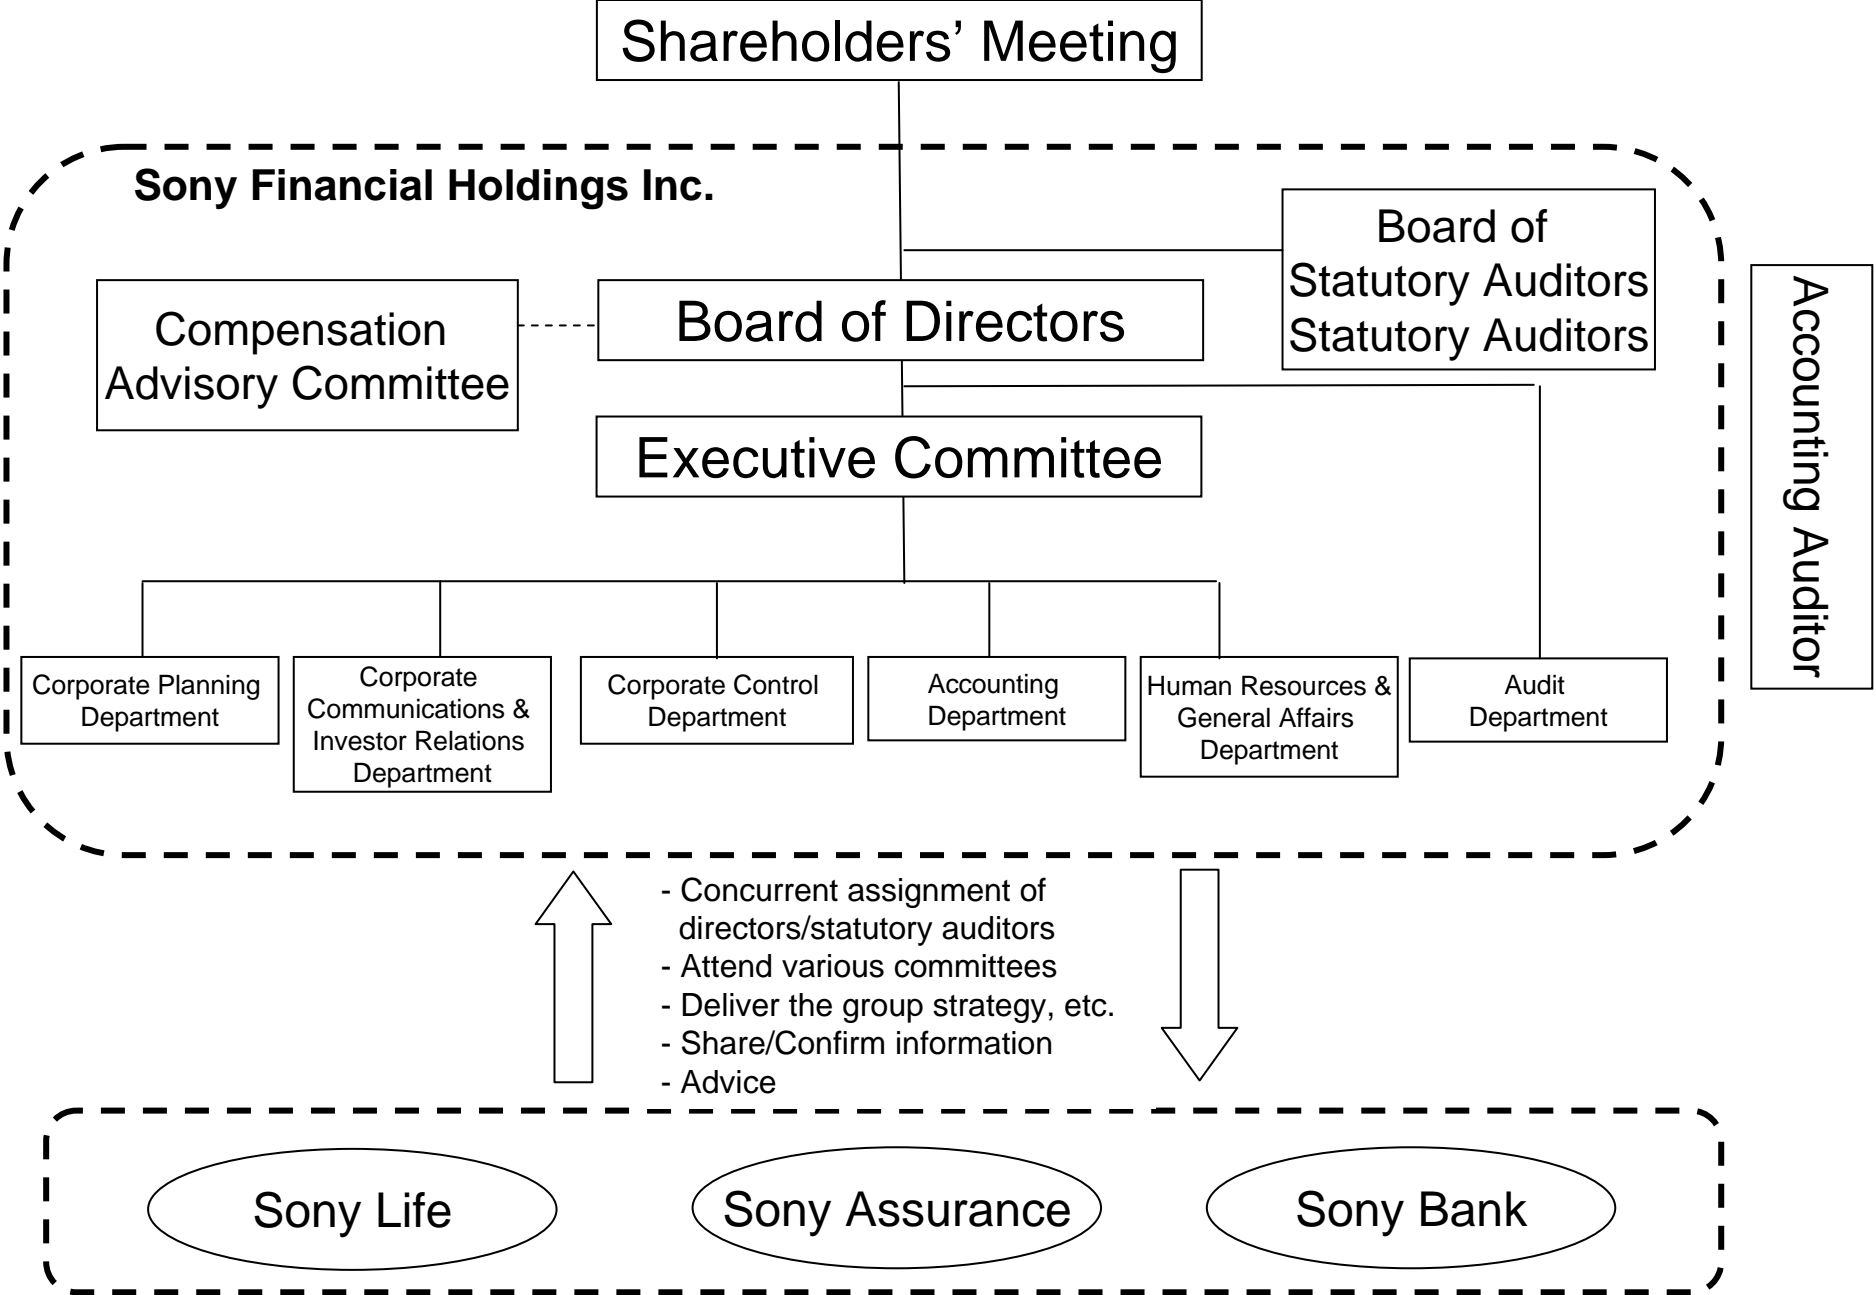 Shareholders’ Meeting
Sony Financial Holdings Inc.
Board of
Statutory Auditors
Statutory Auditors
Compensation
Advisory Committee
Board of Directors
Executive Committee
Accounting Auditor
Corporate Planning
Department
Corporate
Communications &
Investor Relations
Department
Corporate Control
Department
Accounting
Department
Human Resources &
General Affairs
Department
Audit
Department
- Concurrent assignment of
directors/statutory auditors
- Attend various committees
- Deliver the group strategy, etc.
- Share/Confirm information
- Advice
Sony Life
Sony Assurance
Sony Bank